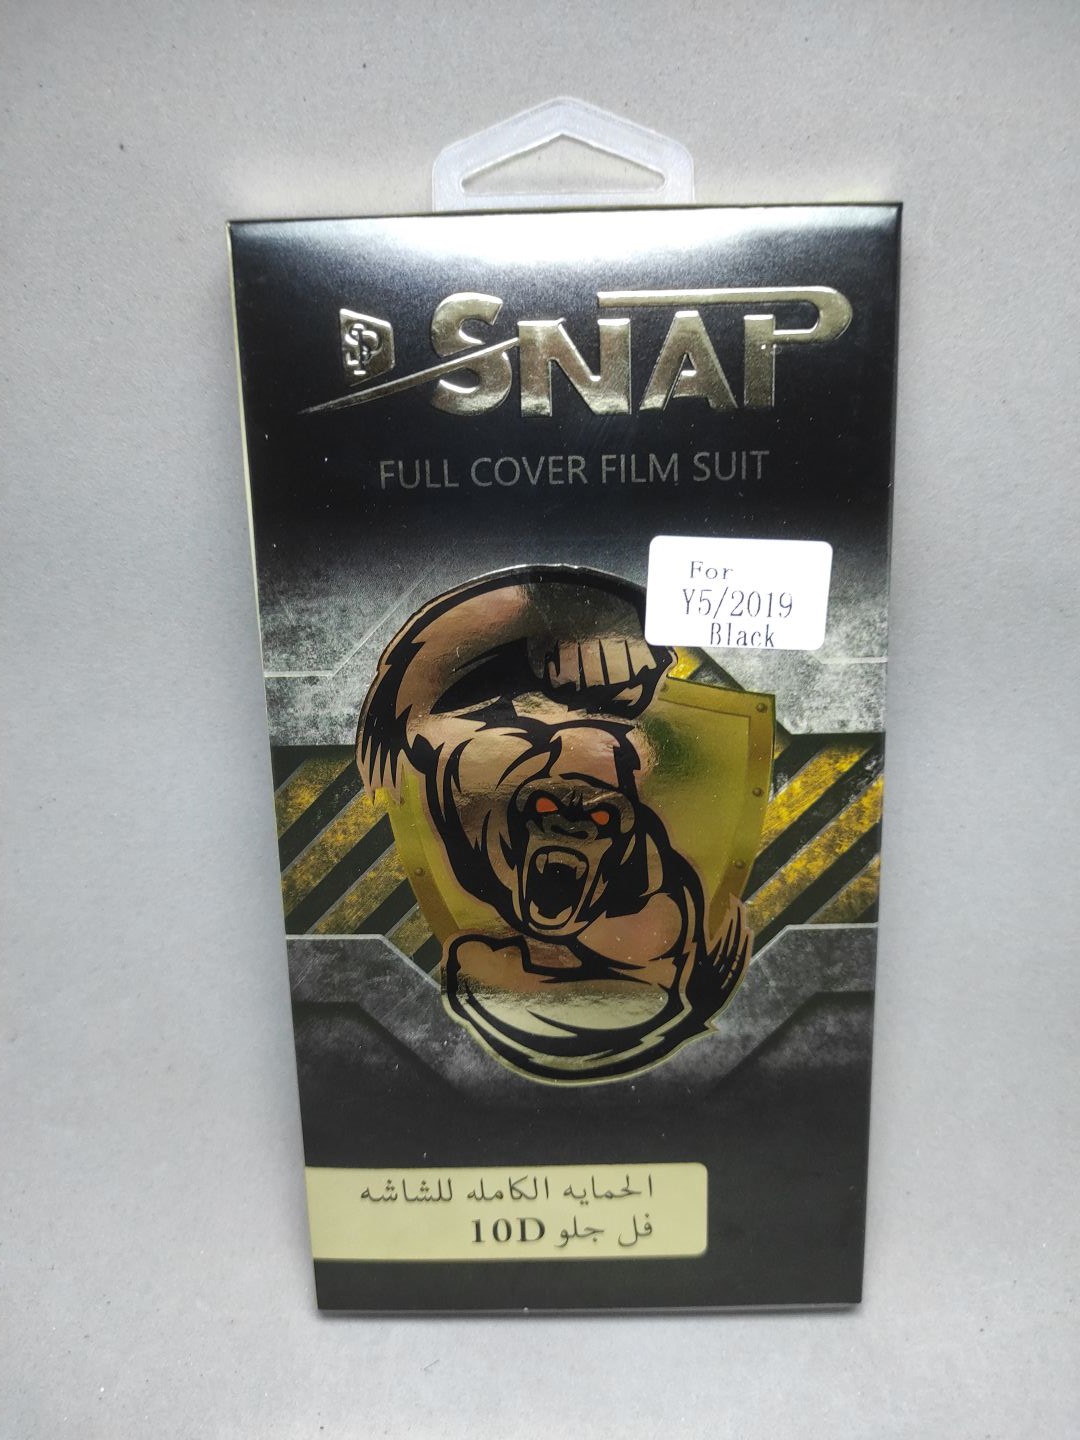 SNAP
FULL COVER FILM SUIT
For
Y5/2019
Black
الحمايه الكامله للشاشه
فل جلو 10D